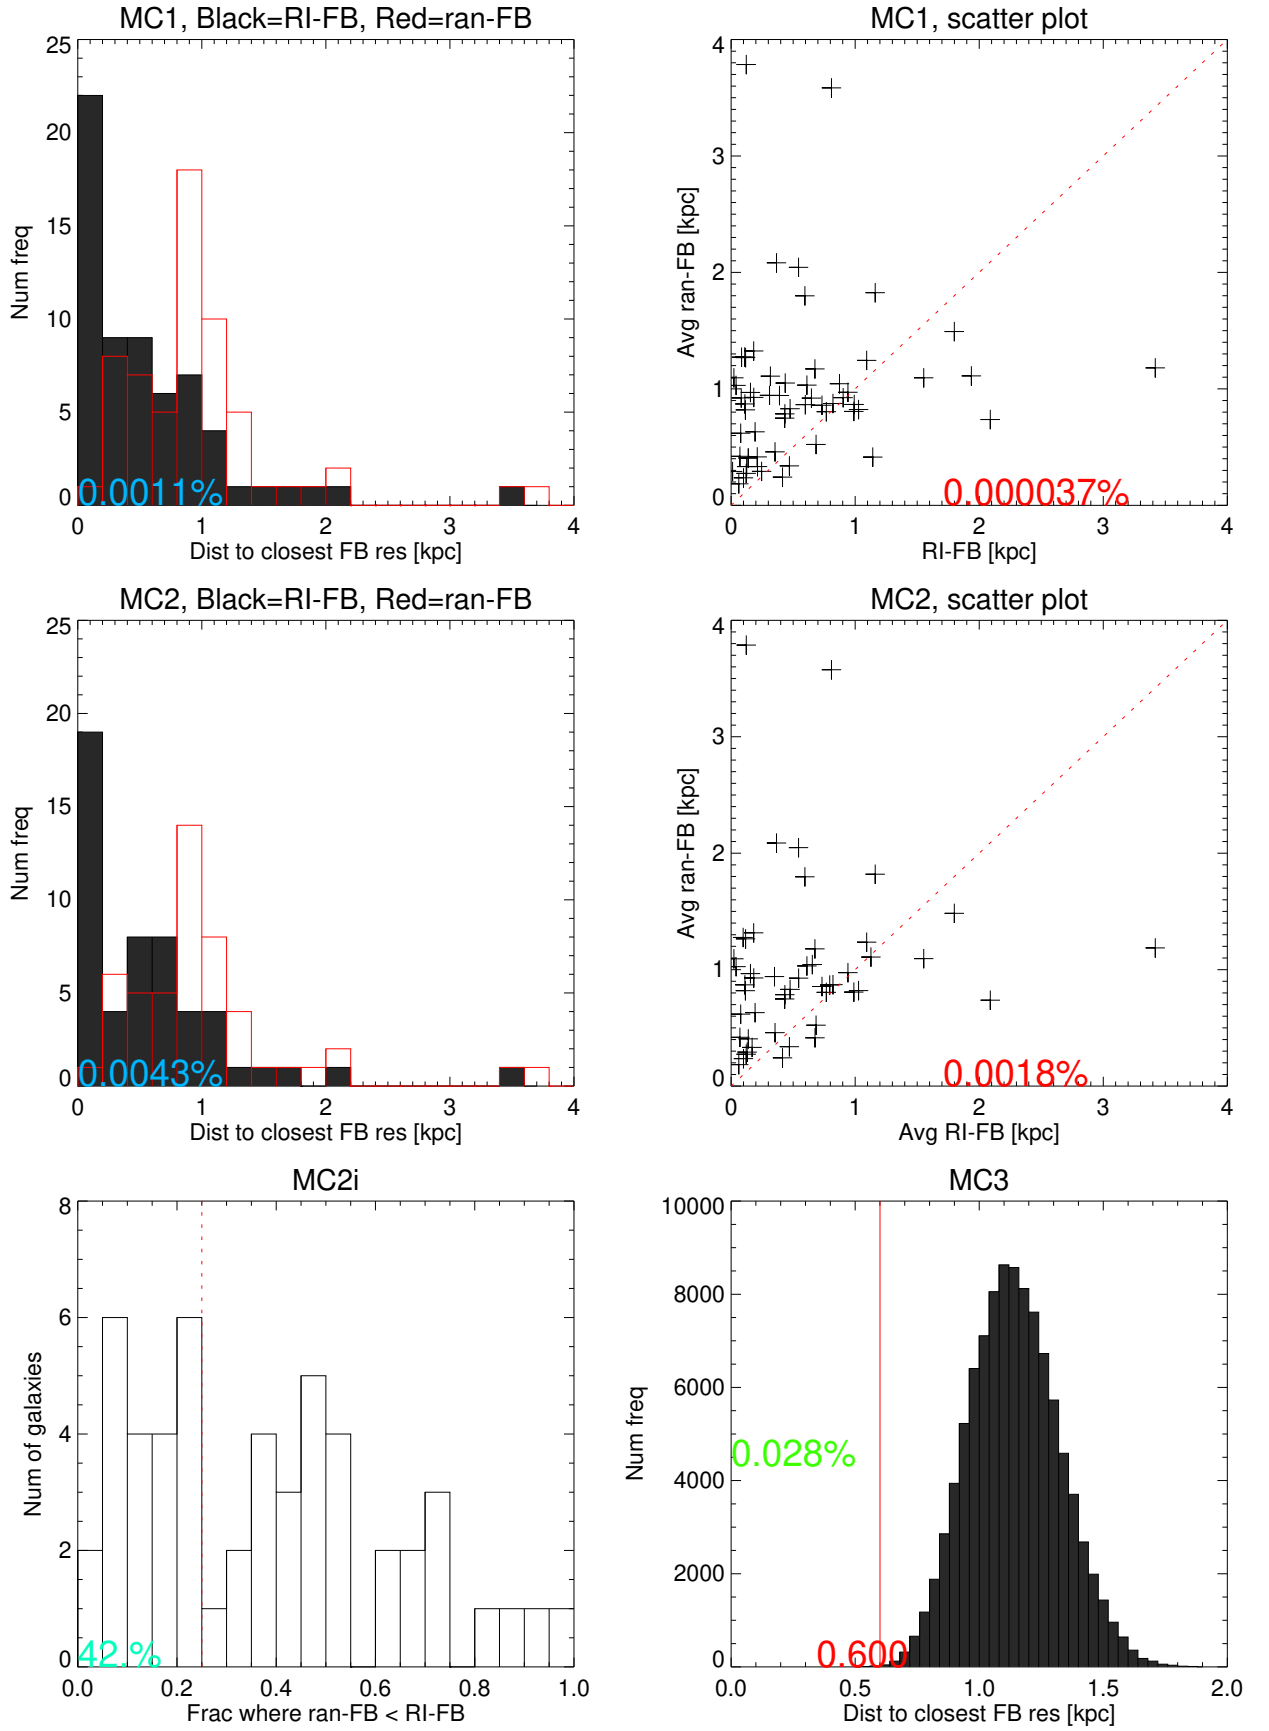 MC1, Black=RI-FB, Red=ran-FB
25
20
15
10
5
0
Num freq
0.0011%
0 1 2 3 4
Dist to closest FB res [kpc]
MC1, scatter plot
4
3
2
1
0
Avg ran-FB [kpc]
0.000037%
0 1 2 3 4
RI-FB [kpc]
MC2, Black=RI-FB, Red=ran-FB
25
20
15
10
5
0
Num freq
0.0043%
0 1 2 3 4
Dist to closest FB res [kpc]
MC2, scatter plot
4
3
2
1
0
Avg ran-FB [kpc]
0.0018%
0 1 2 3 4
Avg RI-FB [kpc]
MC2i
8
6
4
2
0
Num of galaxies
42.%
0.0 0.2 0.4 0.6 0.8 1.0
Frac where ran-FB < RI-FB
MC3
10000
8000
6000
4000
2000
0
Num freq
0.028%
0.600
0.0 0.5 1.0 1.5 2.0
Dist to closest FB res [kpc]